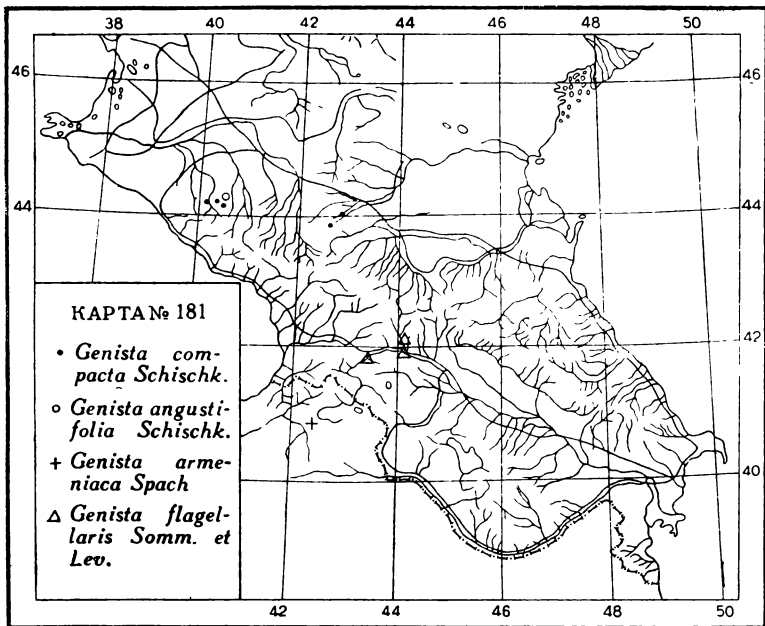 38 40 42 44 46 48 50
46 46
44 44
КАРТА № 181
• Genista com-
pacta Schischk.
○ Genista angusti-
folia Schischk.
+ Genista arme-
niaca Spach
△ Genista flagel-
laris Somm. et
Lev.
42
40
42 44 46 48 50